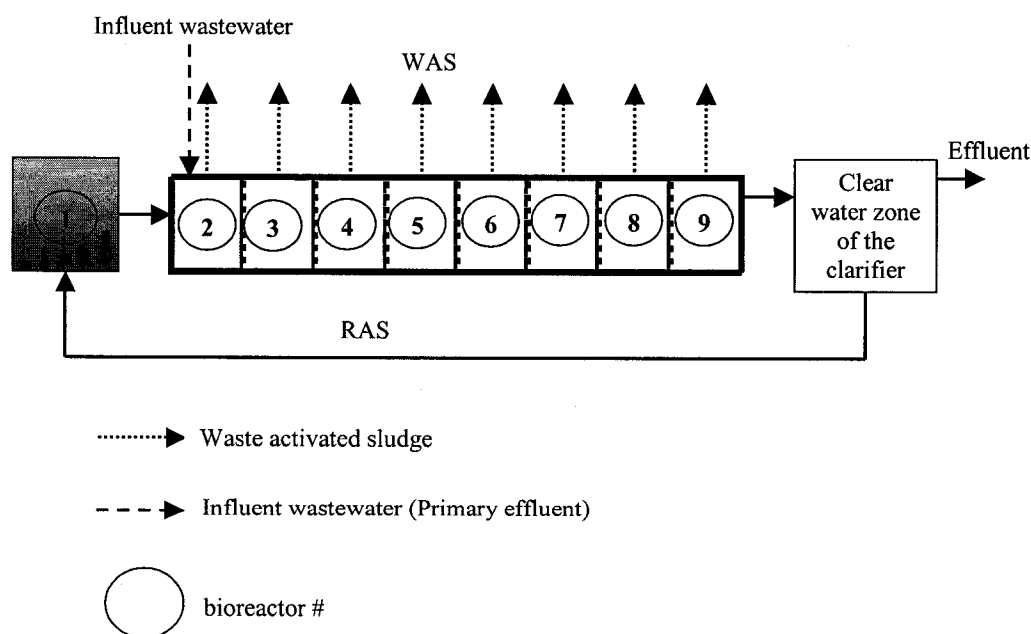 Influent wastewater
WAS
Effluent
Clear
water zone
of the
clarifier
1 2 3 4 5 6 7 8 9
RAS
Waste activated sludge
Influent wastewater (Primary effluent)
bioreactor #